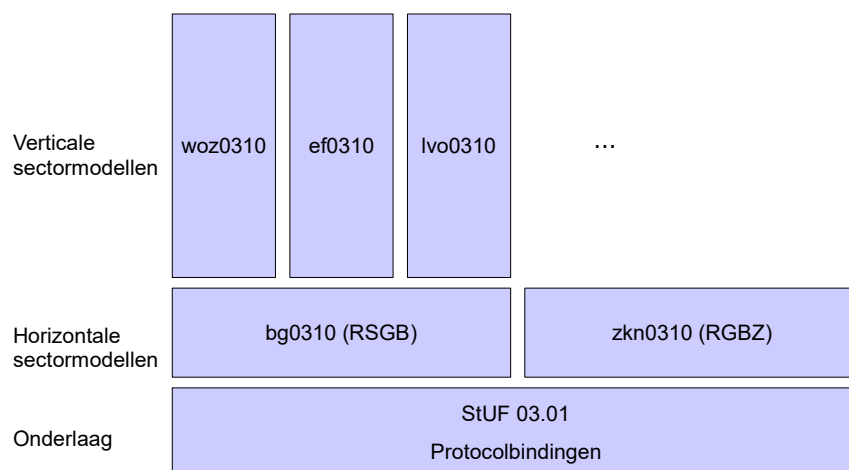 Verticale
sectormodellen
woz0310
ef0310
lvo0310
...
Horizontale
sectormodellen
bg0310 (RSGB)
zkn0310 (RGBZ)
Onderlaag
StUF 03.01
Protocolbindingen